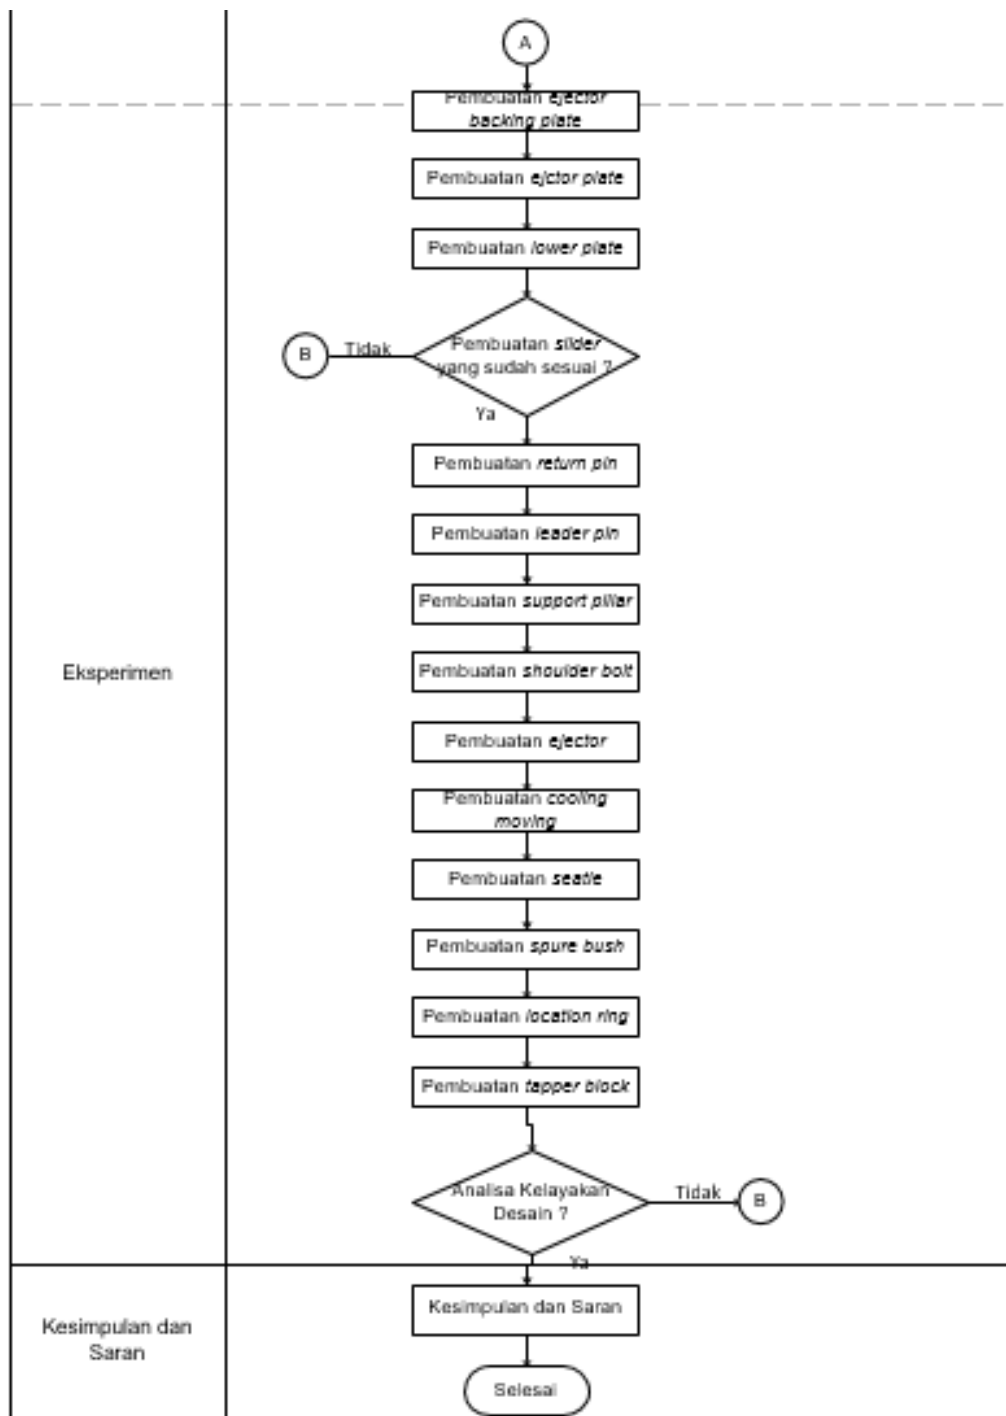 A
Pembuatan ejector
backing plate
Pembuatan ejctor plate
Pembuatan lower plate
Pembuatan slider
yang sudah sesuai ?
Tidak
B
Ya
Pembuatan return pin
Pembuatan leader pin
Pembuatan support pillar
Pembuatan shoulder bolt
Eksperimen
Pembuatan ejector
Pembuatan cooling
moving
Pembuatan seatle
Pembuatan spure bush
Pembuatan location ring
Pembuatan tapper block
Analisa Kelayakan
Desain ?
Tidak
B
Ya
Kesimpulan dan Saran
Kesimpulan dan
Saran
Selesai